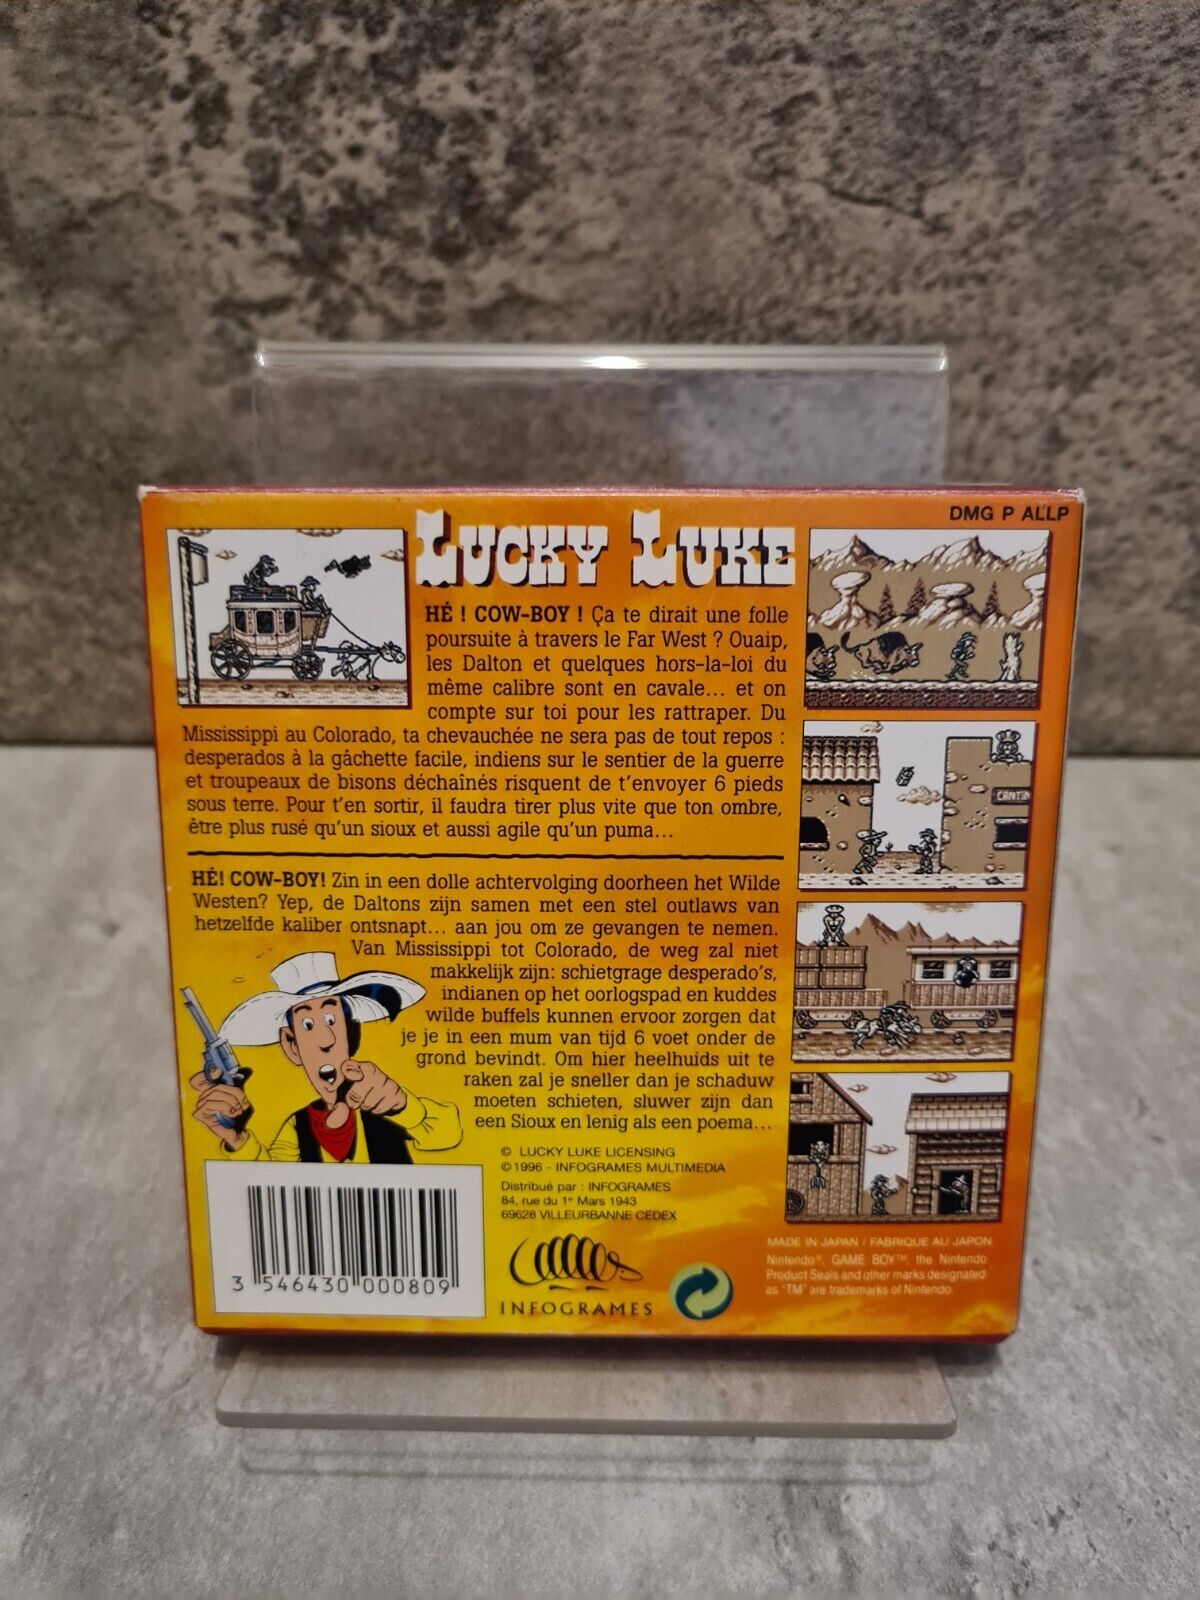 DMG P ALLP
LUCKY LUKE
HÉ ! COW-BOY ! Ça te dirait une folle
poursuite à travers le Far West ? Ouaip,
les Dalton et quelques hors-la-loi du
même calibre sont en cavale... et on
compte sur toi pour les rattraper. Du
Mississippi au Colorado, ta chevauchée ne sera pas de tout repos :
desperados à la gâchette facile, indiens sur le sentier de la guerre
et troupeaux de bisons déchaînés risquent de t'envoyer 6 pieds
sous terre. Pour t'en sortir, il faudra tirer plus vite que ton ombre,
être plus rusé qu'un sioux et aussi agile qu'un puma...
HÉ! COW-BOY! Zin in een dolle achtervolging doorheen het Wilde
Westen? Yep, de Daltons zijn samen met een stel outlaws van
hetzelfde kaliber ontsnapt... aan jou om ze gevangen te nemen.
Van Mississippi tot Colorado, de weg zal niet
makkelijk zijn: schietgrage desperado's,
indianen op het oorlogspad en kuddes
wilde buffels kunnen ervoor zorgen dat
je je in een mum van tijd 6 voet onder de
grond bevindt. Om hier heelhuids uit te
raken zal je sneller dan je schaduw
moeten schieten, sluwer zijn dan
een Sioux en lenig als een poema...
CANTIN
© LUCKY LUKE LICENSING
© 1996 - INFOGRAMES MULTIMEDIA
Distribué par : INFOGRAMES
84, rue du 1er Mars 1943
69628 VILLEURBANNE CEDEX
INFOGRAMES
3 546430 000809
MADE IN JAPAN / FABRIQUE AU JAPON
Nintendo®, GAME BOY™, the Nintendo
Product Seals and other marks designated
as "TM" are trademarks of Nintendo.